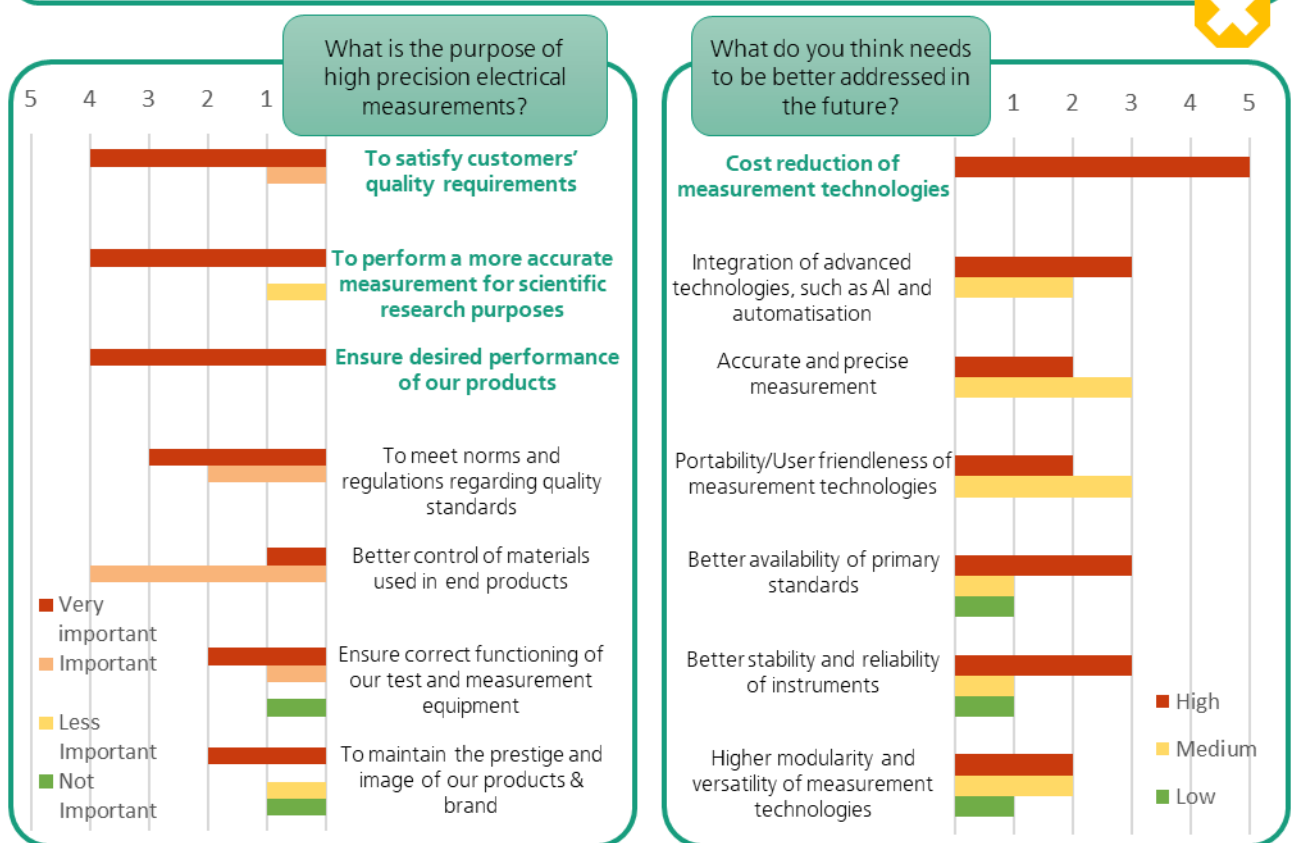 What is the purpose of
high precision electrical
measurements?
5 4 3 2 1
To satisfy customers'
quality requirements
To perform a more accurate
measurement for scientific
research purposes
Ensure desired performance
of our products
To meet norms and
regulations regarding quality
standards
Better control of materials
used in end products
Ensure correct functioning of
our test and measurement
equipment
To maintain the prestige and
image of our products &
brand
Very
important
Important
Less
Important
Not
Important
What do you think needs
to be better addressed in
the future?
1 2 3 4 5
Cost reduction of
measurement technologies
Integration of advanced
technologies, such as AI and
automatisation
Accurate and precise
measurement
Portability/User friendleness of
measurement technologies
Better availability of primary
standards
Better stability and reliability
of instruments
Higher modularity and
versatility of measurement
technologies
High
Medium
Low